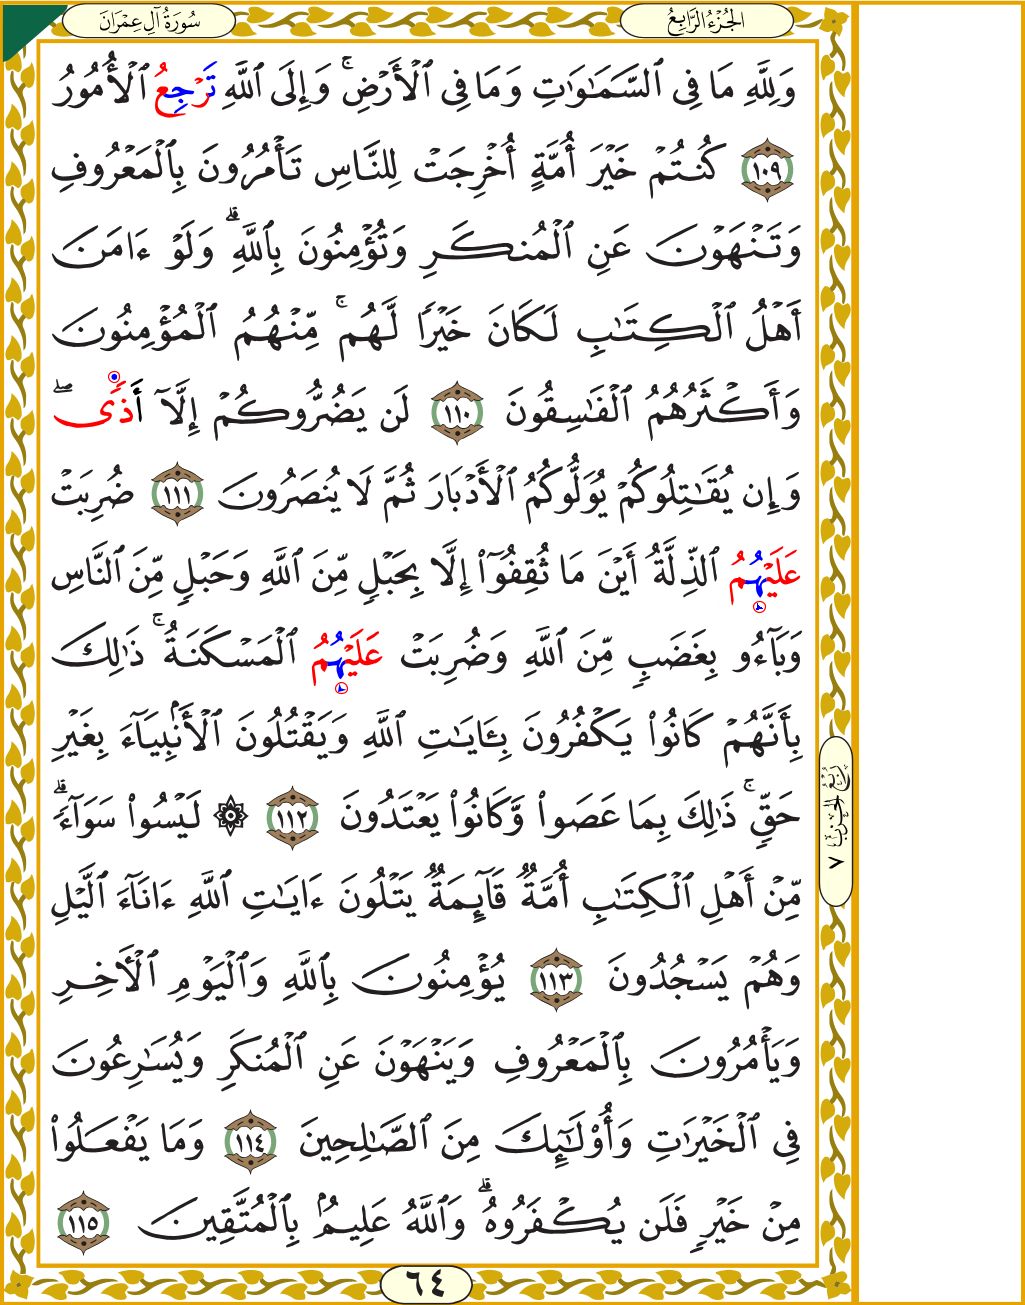 الجُزْءُ الرَّابِعُ
سُورَةُ آلِ عِمْرَانَ
وَلِلَّهِ مَا فِي ٱلسَّمَٰوَٰتِ وَمَا فِي ٱلۡأَرۡضِۚ وَإِلَى ٱللَّهِ تَرۡجِعُ ٱلۡأُمُورُ
١٠٩ كُنتُمۡ خَيۡرَ أُمَّةٍ أُخۡرِجَتۡ لِلنَّاسِ تَأۡمُرُونَ بِٱلۡمَعۡرُوفِ
وَتَنۡهَوۡنَ عَنِ ٱلۡمُنكَرِ وَتُؤۡمِنُونَ بِٱللَّهِۗ وَلَوۡ ءَامَنَ
أَهۡلُ ٱلۡكِتَٰبِ لَكَانَ خَيۡرٗا لَّهُمۚ مِّنۡهُمُ ٱلۡمُؤۡمِنُونَ
وَأَكۡثَرُهُمُ ٱلۡفَٰسِقُونَ ١١٠ لَن يَضُرُّوكُمۡ إِلَّآ أَذٗىۖ
وَإِن يُقَٰتِلُوكُمۡ يُوَلُّوكُمُ ٱلۡأَدۡبَارَ ثُمَّ لَا يُنصَرُونَ ١١١ ضُرِبَتۡ
عَلَيۡهُمُ ٱلذِّلَّةُ أَيۡنَ مَا ثُقِفُوٓاْ إِلَّا بِحَبۡلٖ مِّنَ ٱللَّهِ وَحَبۡلٖ مِّنَ ٱلنَّاسِ
وَبَآءُو بِغَضَبٖ مِّنَ ٱللَّهِ وَضُرِبَتۡ عَلَيۡهُمُ ٱلۡمَسۡكَنَةُۚ ذَٰلِكَ
بِأَنَّهُمۡ كَانُواْ يَكۡفُرُونَ بِـَٔايَٰتِ ٱللَّهِ وَيَقۡتُلُونَ ٱلۡأَنۢبِيَآءَ بِغَيۡرِ
حَقّٖۚ ذَٰلِكَ بِمَا عَصَواْ وَّكَانُواْ يَعۡتَدُونَ ١١٢ ۞ لَيۡسُواْ سَوَآءٗۗ
مِّنۡ أَهۡلِ ٱلۡكِتَٰبِ أُمَّةٞ قَآئِمَةٞ يَتۡلُونَ ءَايَٰتِ ٱللَّهِ ءَانَآءَ ٱلَّيۡلِ
وَهُمۡ يَسۡجُدُونَ ١١٣ يُؤۡمِنُونَ بِٱللَّهِ وَٱلۡيَوۡمِ ٱلۡأٓخِرِ
وَيَأۡمُرُونَ بِٱلۡمَعۡرُوفِ وَيَنۡهَوۡنَ عَنِ ٱلۡمُنكَرِ وَيُسَٰرِعُونَ
فِي ٱلۡخَيۡرَٰتِ وَأُوْلَٰٓئِكَ مِنَ ٱلصَّٰلِحِينَ ١١٤ وَمَا يَفۡعَلُواْ
مِنۡ خَيۡرٖ فَلَن يُكۡفَرُوهُۗ وَٱللَّهُ عَلِيمُۢ بِٱلۡمُتَّقِينَ ١١٥
رُبْعُ الحِزْبِ ٧
٦٤